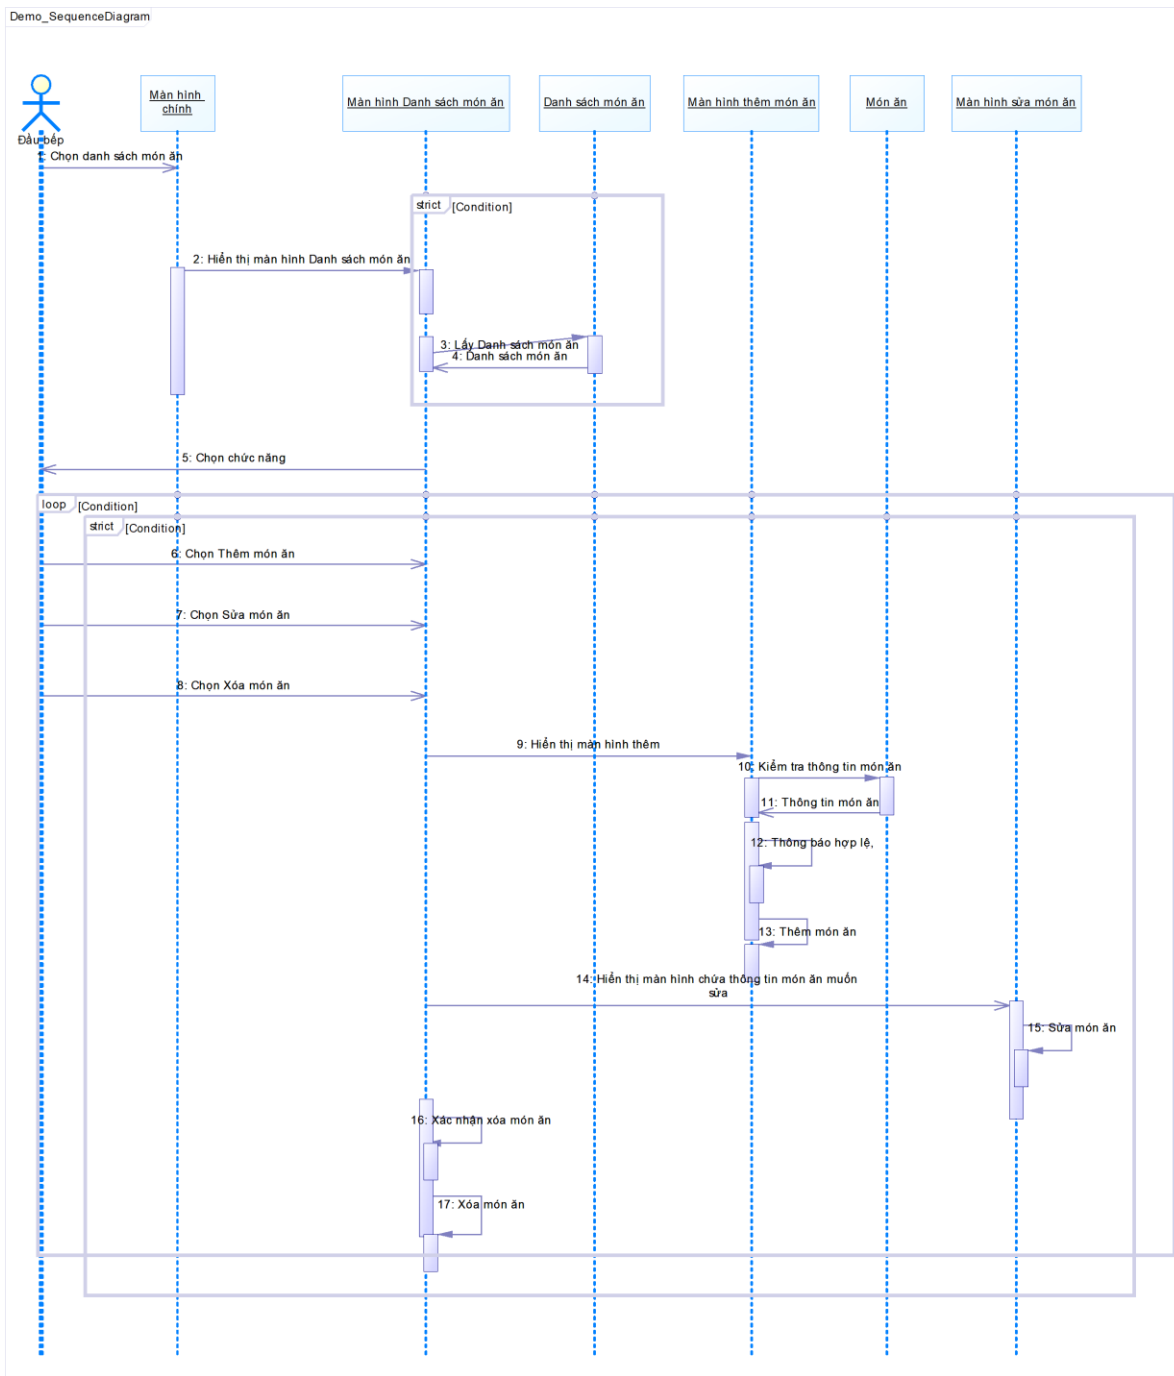 Demo_SequenceDiagram
Màn hình
chính
Màn hình Danh sách món ăn
Danh sách món ăn
Màn hình thêm món ăn
Món ăn
Màn hình sửa món ăn
Đầu bếp
1: Chọn danh sách món ăn
strict
[Condition]
2: Hiển thị màn hình Danh sách món ăn
3: Lấy Danh sách món ăn
4: Danh sách món ăn
5: Chọn chức năng
loop
[Condition]
strict
[Condition]
6: Chọn Thêm món ăn
7: Chọn Sửa món ăn
8: Chọn Xóa món ăn
9: Hiển thị màn hình thêm
10: Kiểm tra thông tin món ăn
11: Thông tin món ăn
12: Thông báo hợp lệ,
13: Thêm món ăn
14: Hiển thị màn hình chứa thông tin món ăn muốn
sửa
15: Sửa món ăn
16: Xác nhận xóa món ăn
17: Xóa món ăn